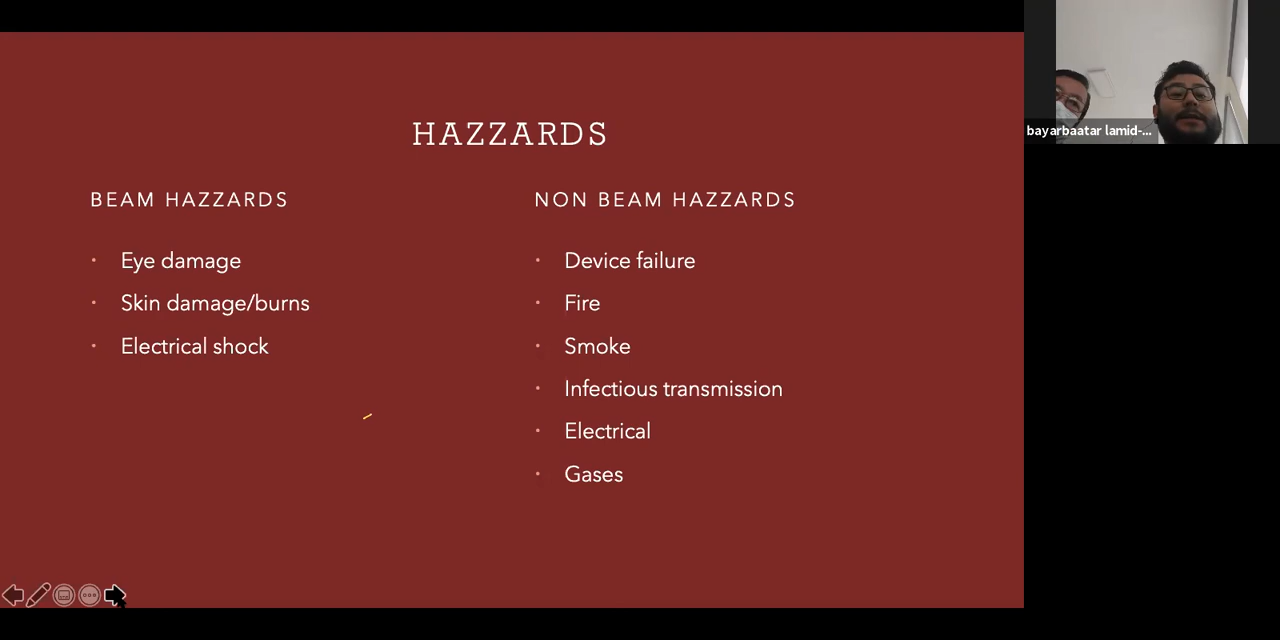 HAZZARDS
BEAM HAZZARDS
Eye damage
Skin damage/burns
Electrical shock
NON BEAM HAZZARDS
Device failure
Fire
Smoke
Infectious transmission
Electrical
Gases
bayarbaatar lamid-...